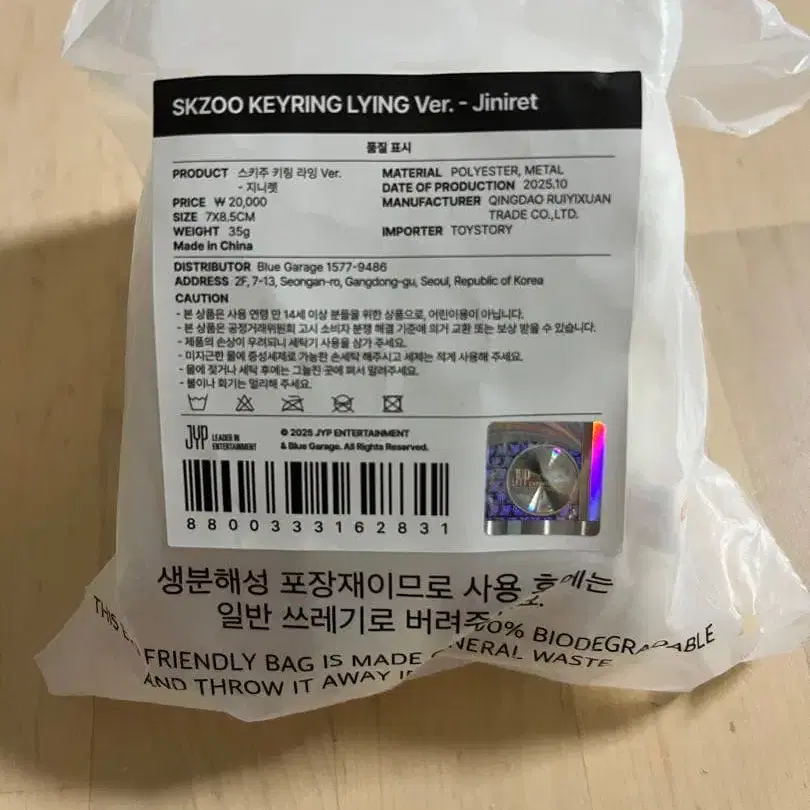 SKZOO KEYRING LYING Ver. - Jiniret
품질 표시
PRODUCT 스키주 키링 라잉 Ver.
- 지니렛
PRICE ₩ 20,000
SIZE 7X8.5CM
WEIGHT 35g
Made in China
MATERIAL POLYESTER, METAL
DATE OF PRODUCTION 2025.10
MANUFACTURER QINGDAO RUIYIXUAN
TRADE CO.,LTD.
IMPORTER TOYSTORY
DISTRIBUTOR Blue Garage 1577-9486
ADDRESS 2F, 7-13, Seongan-ro, Gangdong-gu, Seoul, Republic of Korea
CAUTION
- 본 상품은 사용 연령 만 14세 이상 분들을 위한 상품으로, 어린이용이 아닙니다.
- 본 상품은 공정거래위원회 고시 소비자 분쟁 해결 기준에 의거 교환 또는 보상 받을 수 있습니다.
- 제품의 손상이 우려되니 세탁기 사용을 삼가 주세요.
- 미지근한 물에 중성세제로 가능한 손세탁 해주시고 세제는 적게 사용해 주세요.
- 물에 젖거나 세탁 후에는 그늘진 곳에 펴서 말려주세요.
- 불이나 화기는 멀리해 주세요.
JYP LEADER IN
ENTERTAINMENT
© 2025 JYP ENTERTAINMENT
& Blue Garage. All Rights Reserved.
JYP
8800333162831
생분해성 포장재이므로 사용 후에는
일반 쓰레기로 버려주
THIS 00% BIODEGRADABLE
FRIENDLY BAG IS MADE NERAL WASTE
AND THROW IT AWAY